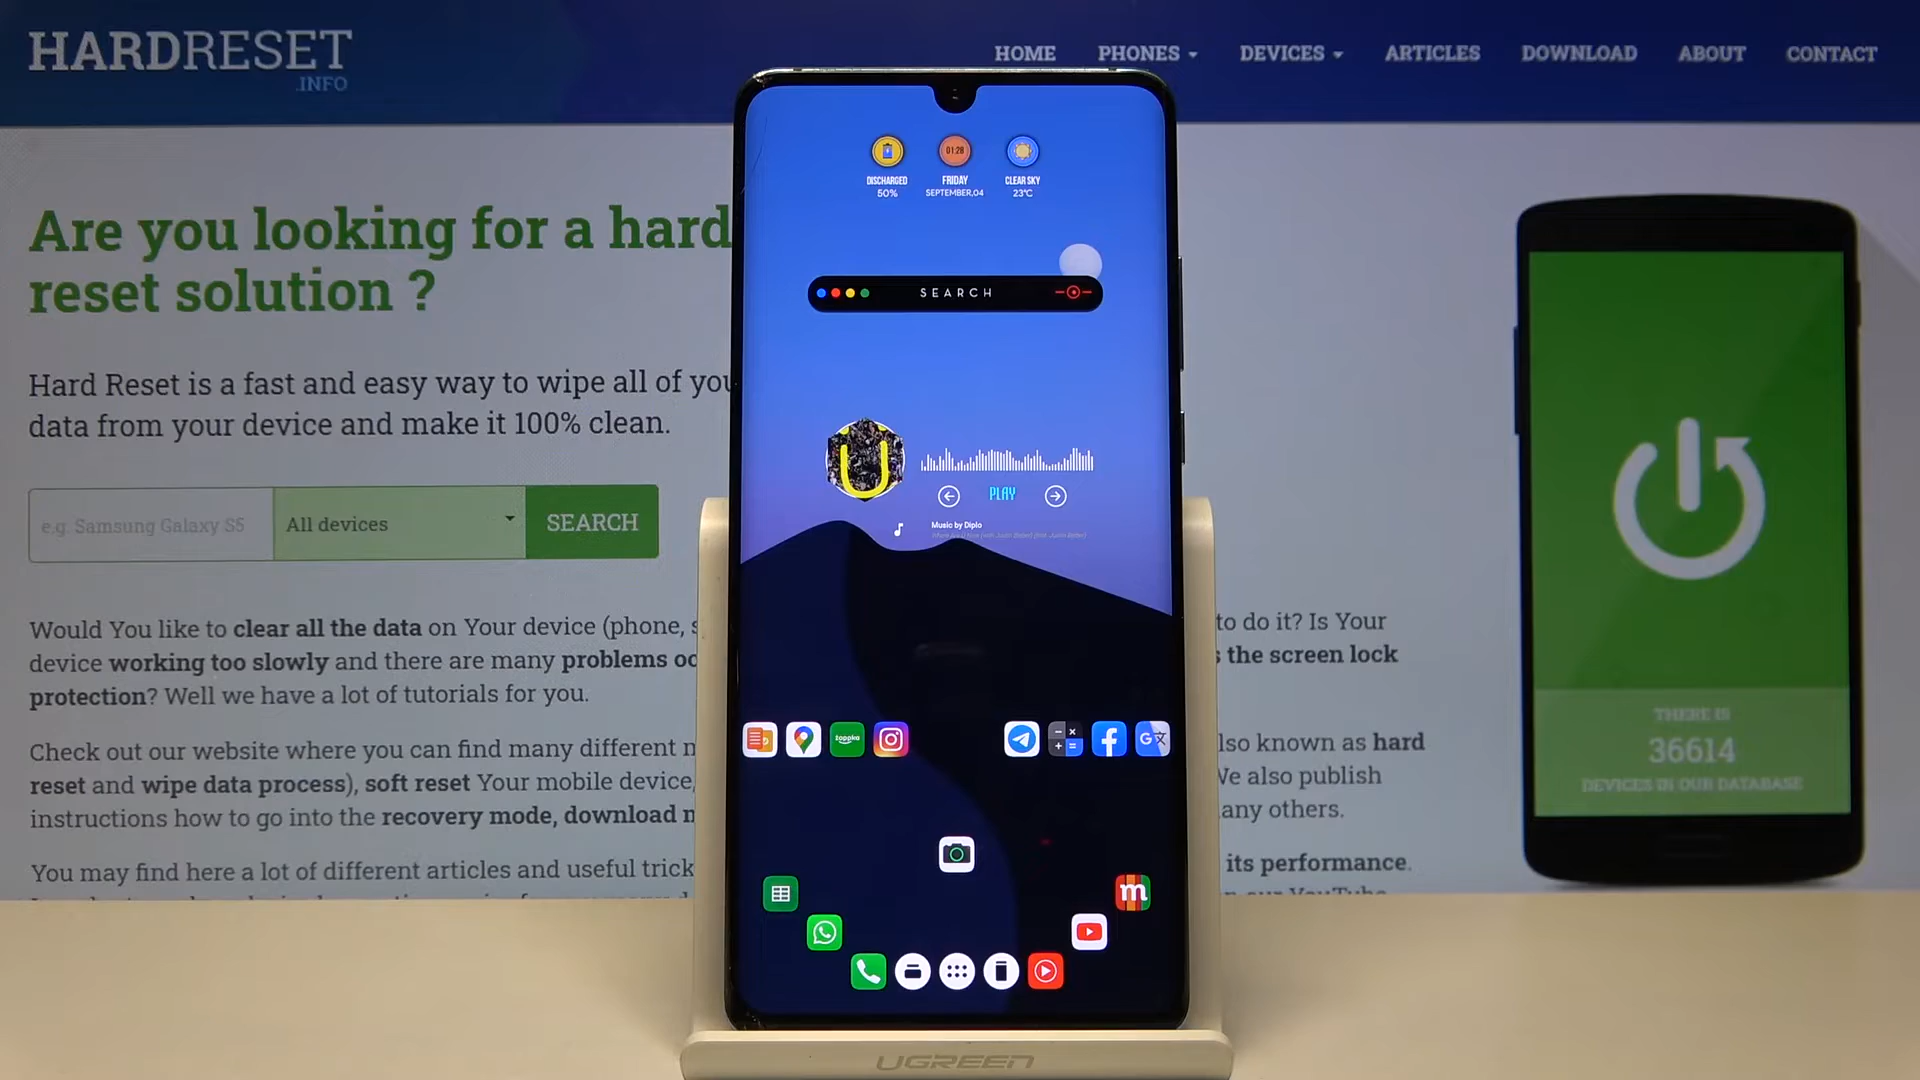 HARDRESET
.INFO
HOME PHONES DEVICES ARTICLES DOWNLOAD ABOUT CONTACT
Are you looking for a hard
reset solution ?
Hard Reset is a fast and easy way to wipe all of you
data from your device and make it 100% clean.
e.g. Samsung Galaxy S5 All devices SEARCH
Would You like to clear all the data on Your device (phone, s
to do it? Is Your
device working too slowly and there are many problems oc
the screen lock
protection? Well we have a lot of tutorials for you.
Check out our website where you can find many different
lso known as hard
reset and wipe data process), soft reset Your mobile device,
We also publish
instructions how to go into the recovery mode, download
any others.
You may find here a lot of different articles and useful trick
its performance.
01:28
DISCHARGED
50%
FRIDAY
SEPTEMBER,04
CLEAR SKY
23°C
SEARCH
U
PLAY
Music by Diplo
żappka
m
THERE IS
36614
DEVICES IN OUR DATABASE
UGREEN